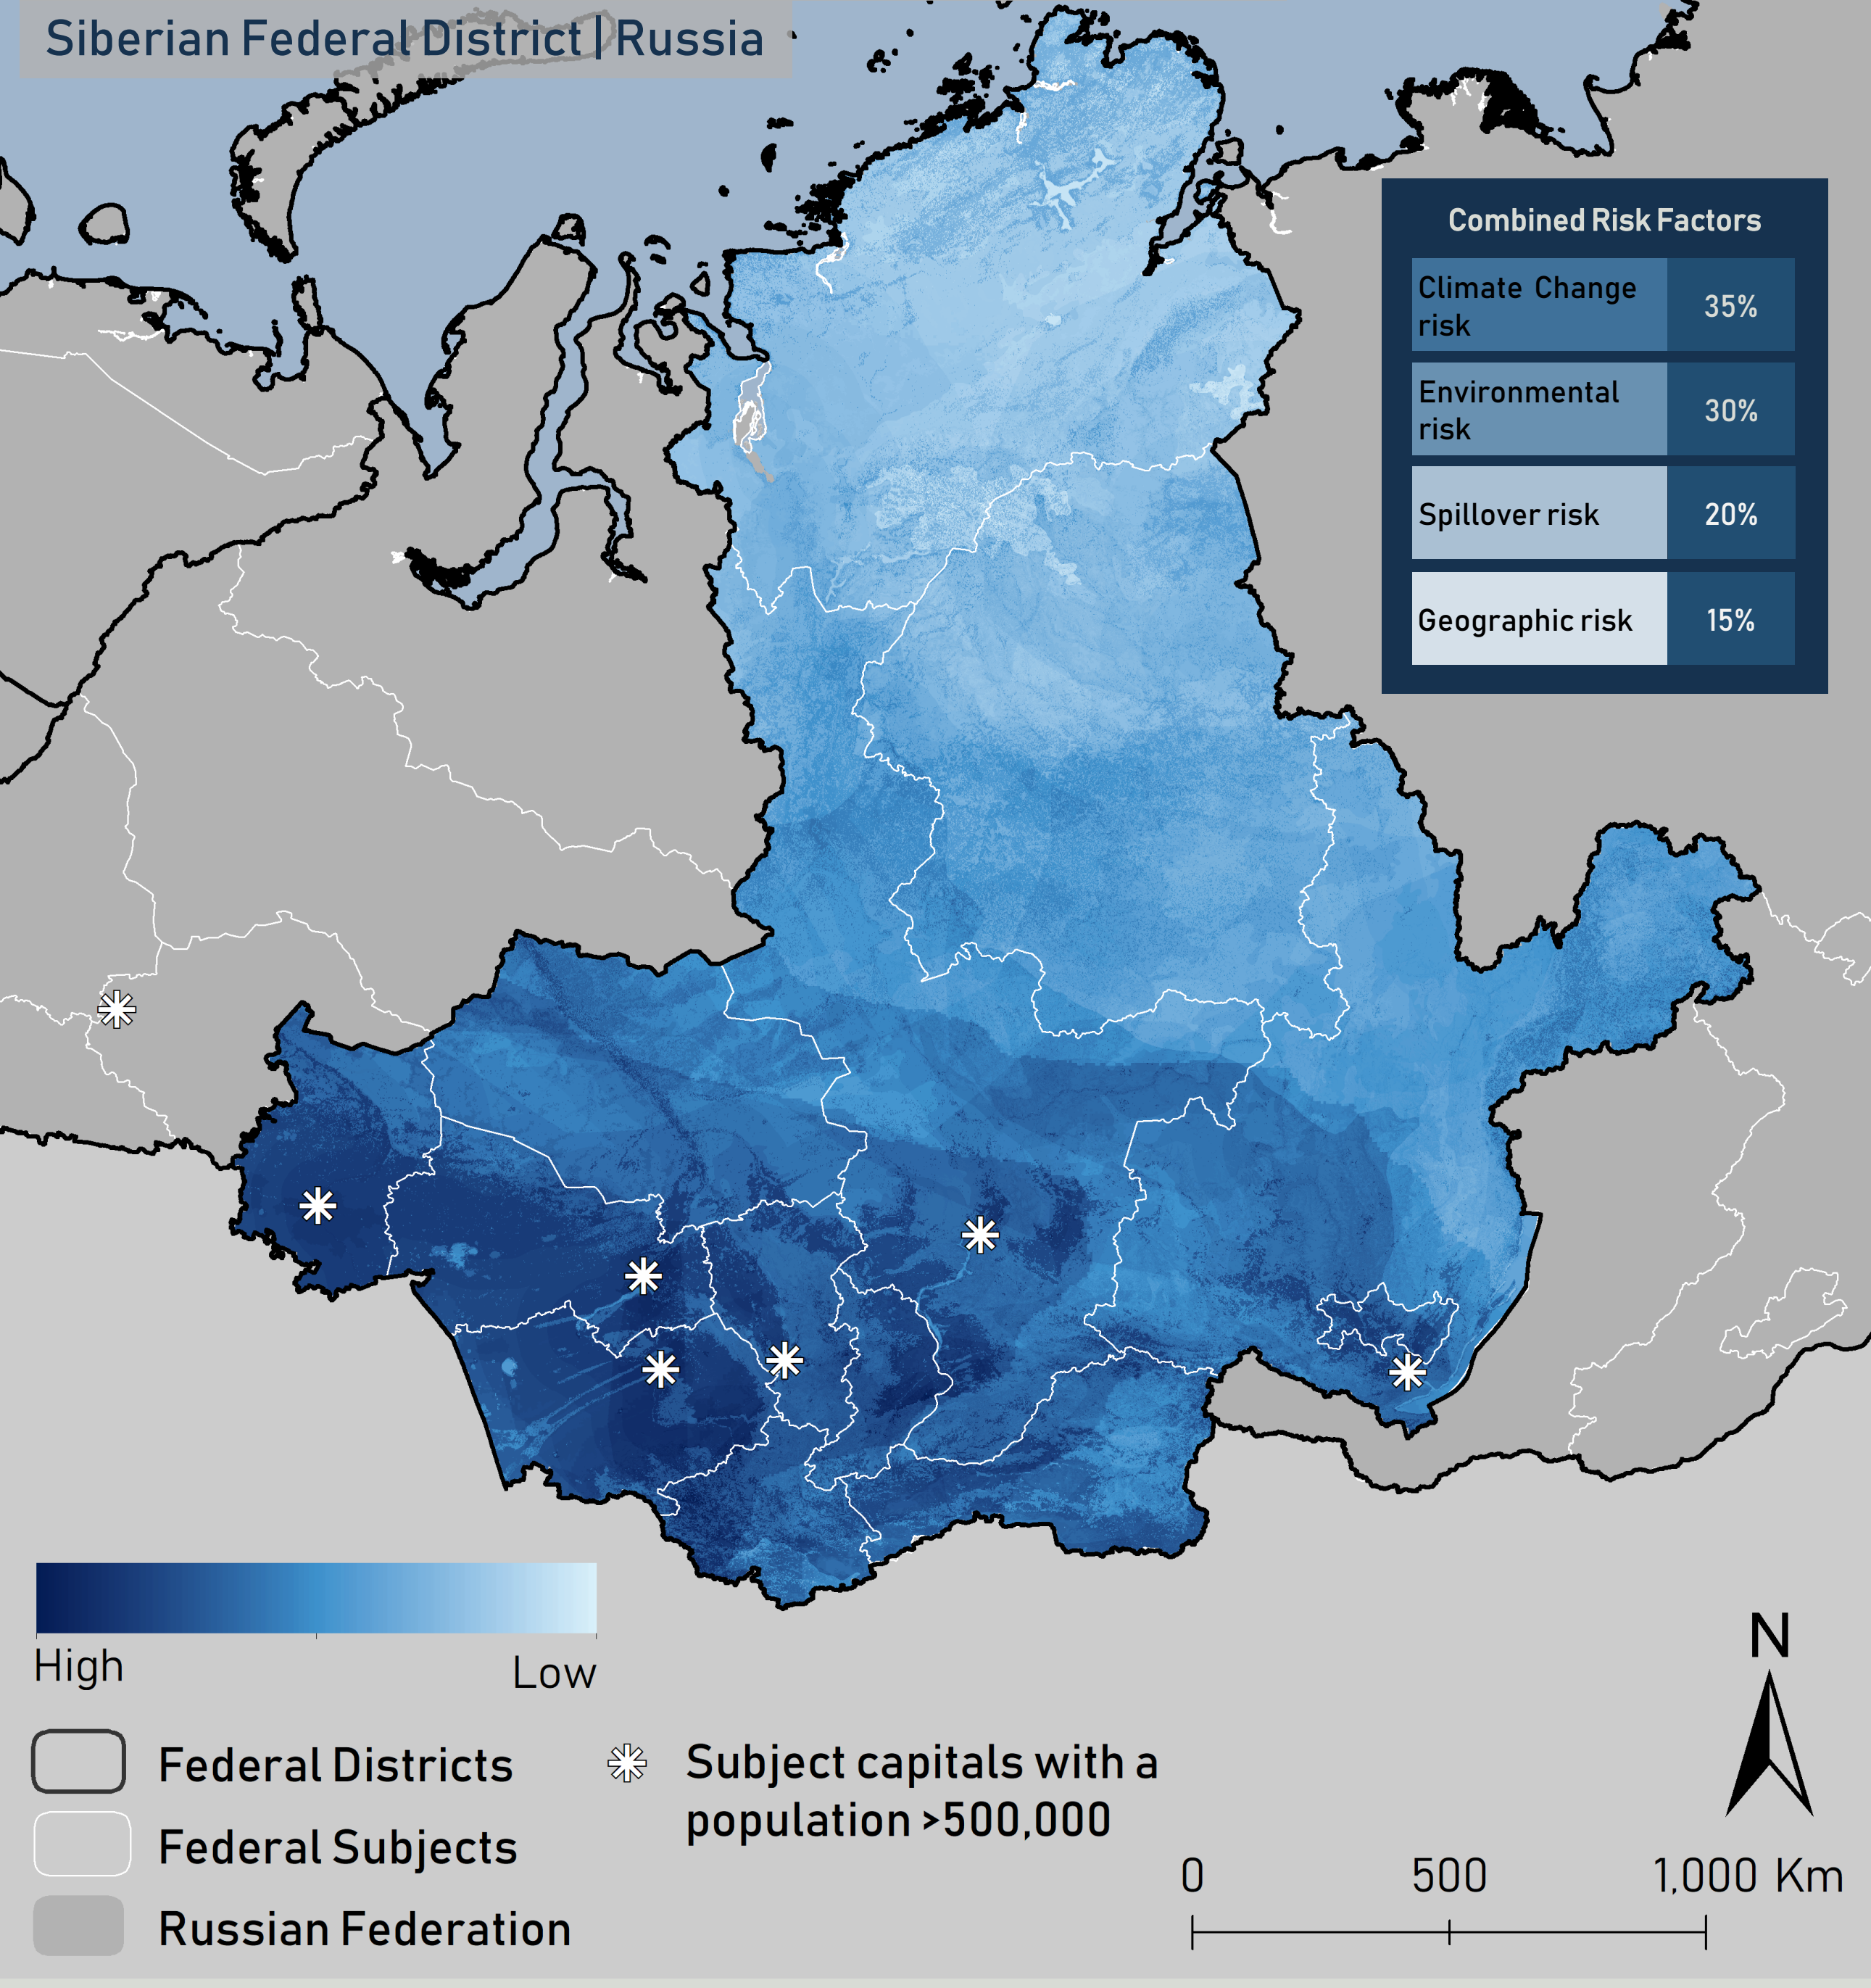 Siberian Federal District | Russia
Combined Risk Factors
Climate Change
risk
35%
Environmental
risk
30%
Spillover risk
20%
Geographic risk
15%
High
Low
Federal Districts
Federal Subjects
Russian Federation
Subject capitals with a
population >500,000
N
0
500
1,000 Km